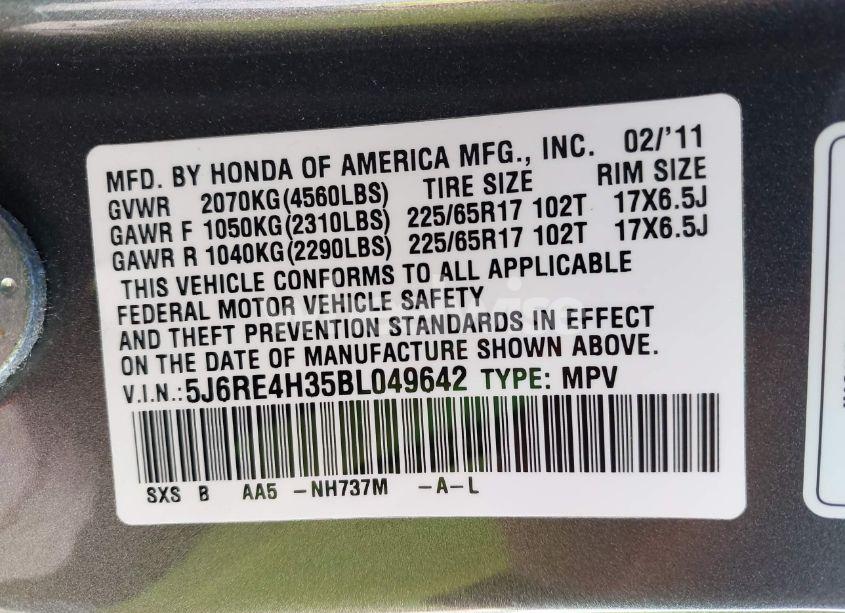 MFD. BY HONDA OF AMERICA MFG., INC. 02/'11
GVWR 2070KG(4560LBS) TIRE SIZE RIM SIZE
GAWR F 1050KG(2310LBS) 225/65R17 102T 17X6.5J
GAWR R 1040KG(2290LBS) 225/65R17 102T 17X6.5J
THIS VEHICLE CONFORMS TO ALL APPLICABLE
FEDERAL MOTOR VEHICLE SAFETY
AND THEFT PREVENTION STANDARDS IN EFFECT
ON THE DATE OF MANUFACTURE SHOWN ABOVE.
V.I.N.: 5J6RE4H35BL049642 TYPE: MPV
SXS B AA5 -NH737M -A-L